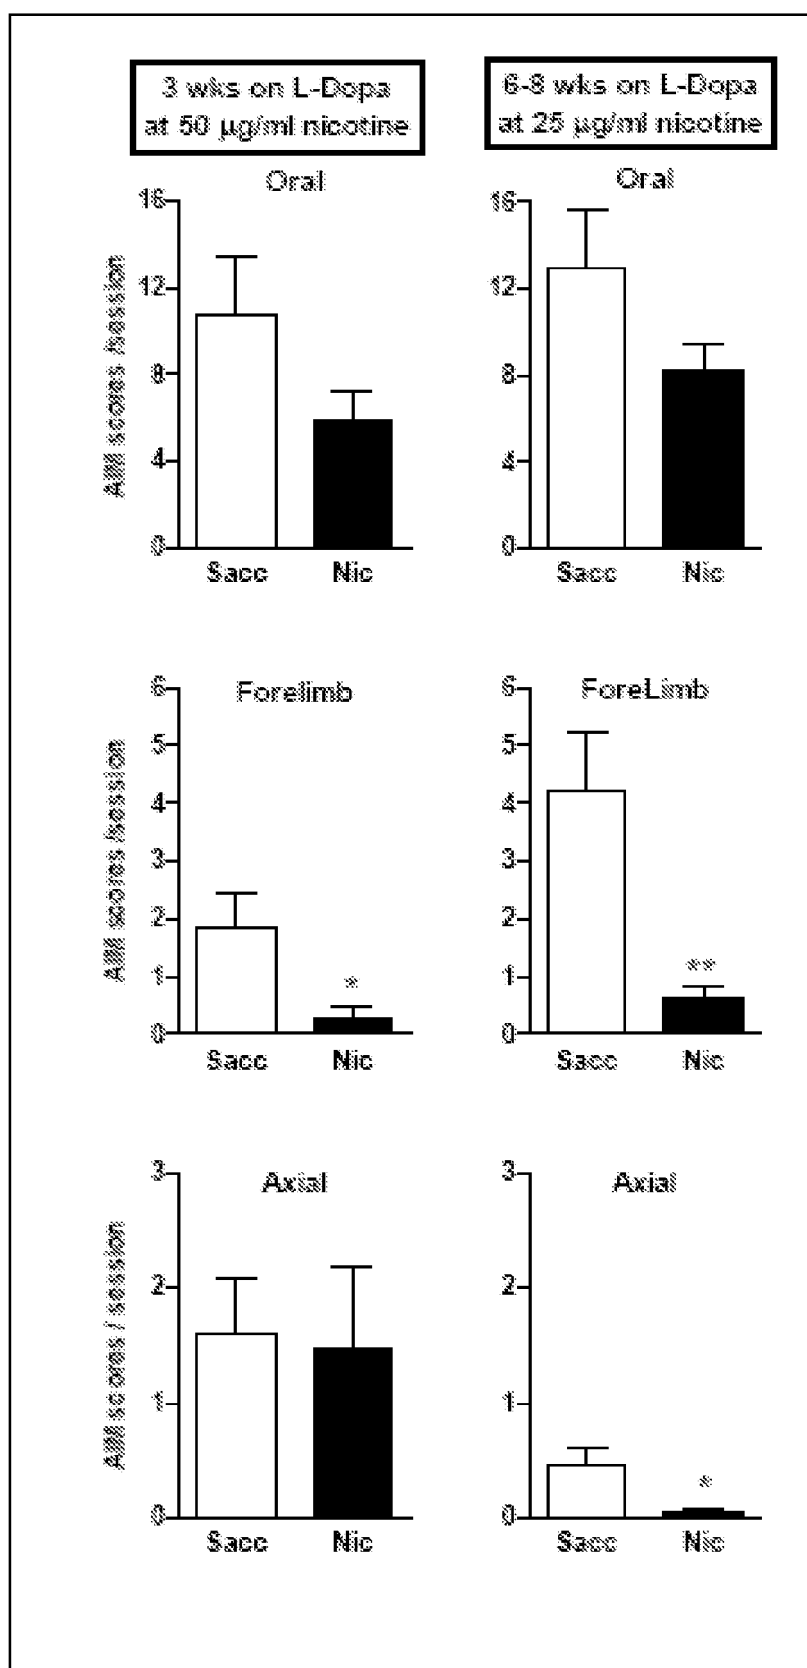 3 wks on L-Dopa
at 50 µg/ml nicotine
6-8 wks on L-Dopa
at 25 µg/ml nicotine
Oral
16
12
8
4
0
AIM scores /session
Sacc Nic
Oral
16
12
8
4
0
Sacc Nic
Forelimb
6
5
4
3
2
1
0
AIM scores /session
*
Sacc Nic
ForeLimb
6
5
4
3
2
1
0
**
Sacc Nic
Axial
3
2
1
0
AIM scores / session
Sacc Nic
Axial
3
2
1
0
*
Sacc Nic